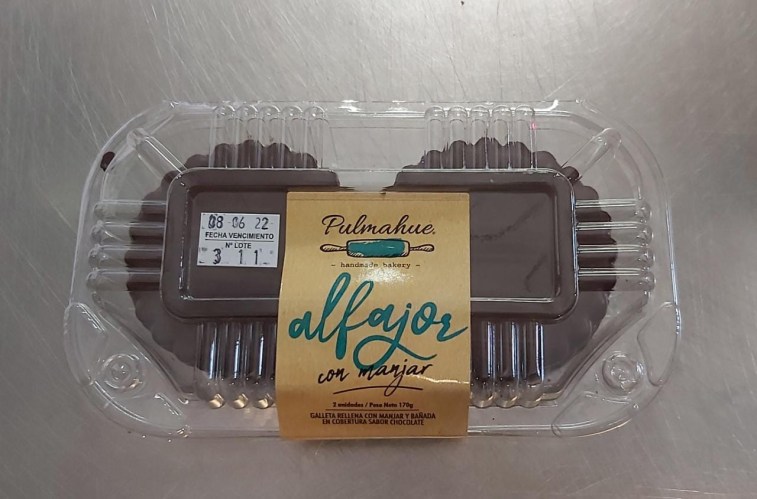 08 06 22
FECHA VENCIMIENTO
N° LOTE
3 1 1
Pulmahue
- handmade bakery -
alfajor
con manjar
2 unidades / Peso Neto 170g
GALLETA RELLENA CON MANJAR Y BAÑADA
EN COBERTURA SABOR CHOCOLATE